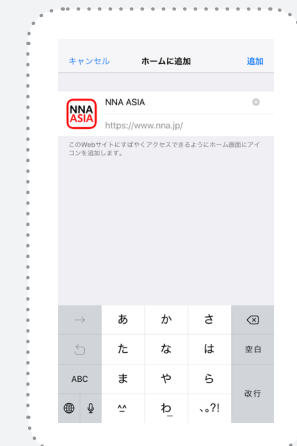 キャンセル ホームに追加 追加
NNA ASIA
NNA ASIA
https://www.nna.jp/
このWebサイトにすばやくアクセスできるようにホーム画面にアイ
コンを追加します。
→ あ か さ
た な は 空白
ABC ま や ら
改行
^^ わ_ 、。?!